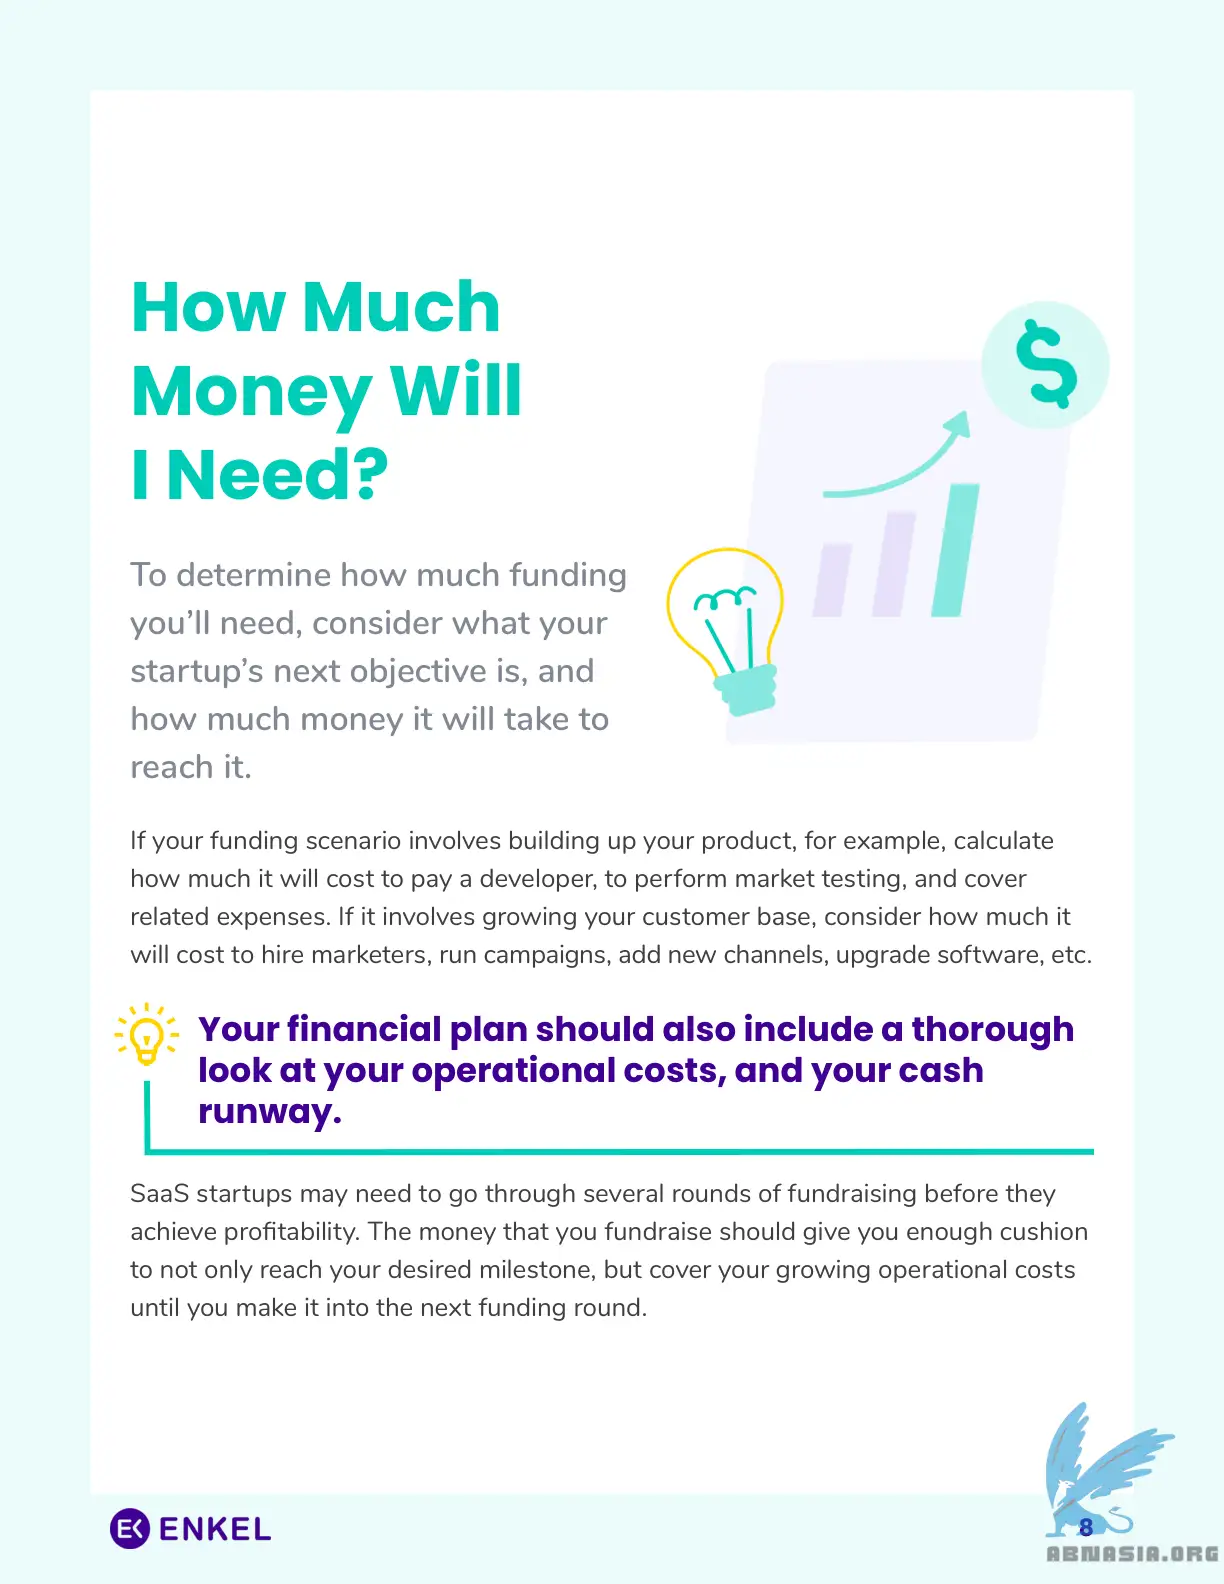 How Much
Money Will
I Need?
$
To determine how much funding
you’ll need, consider what your
startup’s next objective is, and
how much money it will take to
reach it.
If your funding scenario involves building up your product, for example, calculate
how much it will cost to pay a developer, to perform market testing, and cover
related expenses. If it involves growing your customer base, consider how much it
will cost to hire marketers, run campaigns, add new channels, upgrade software, etc.
Your financial plan should also include a thorough
look at your operational costs, and your cash
runway.
SaaS startups may need to go through several rounds of fundraising before they
achieve profitability. The money that you fundraise should give you enough cushion
to not only reach your desired milestone, but cover your growing operational costs
until you make it into the next funding round.
EK ENKEL
8
ABNASIA.ORG